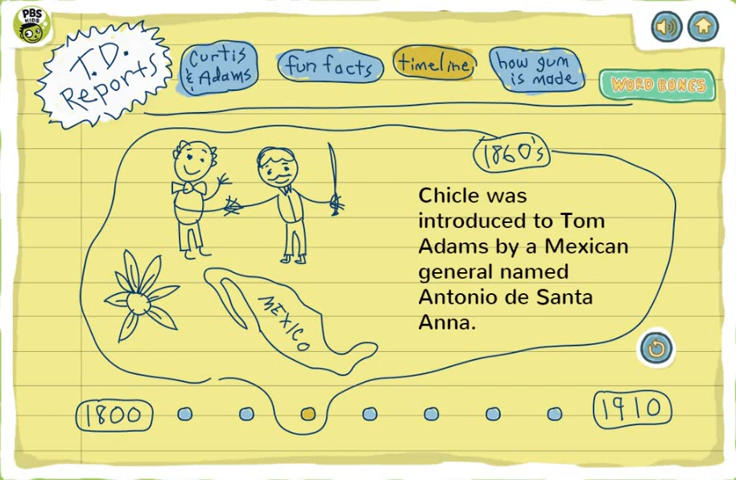 PBS
KIDS
T.D.
Reports
Curtis
& Adams
fun facts
timeline
how gum
is made
WORD BONES
1860's
Chicle was
introduced to Tom
Adams by a Mexican
general named
Antonio de Santa
Anna.
MEXICO
1800
1910